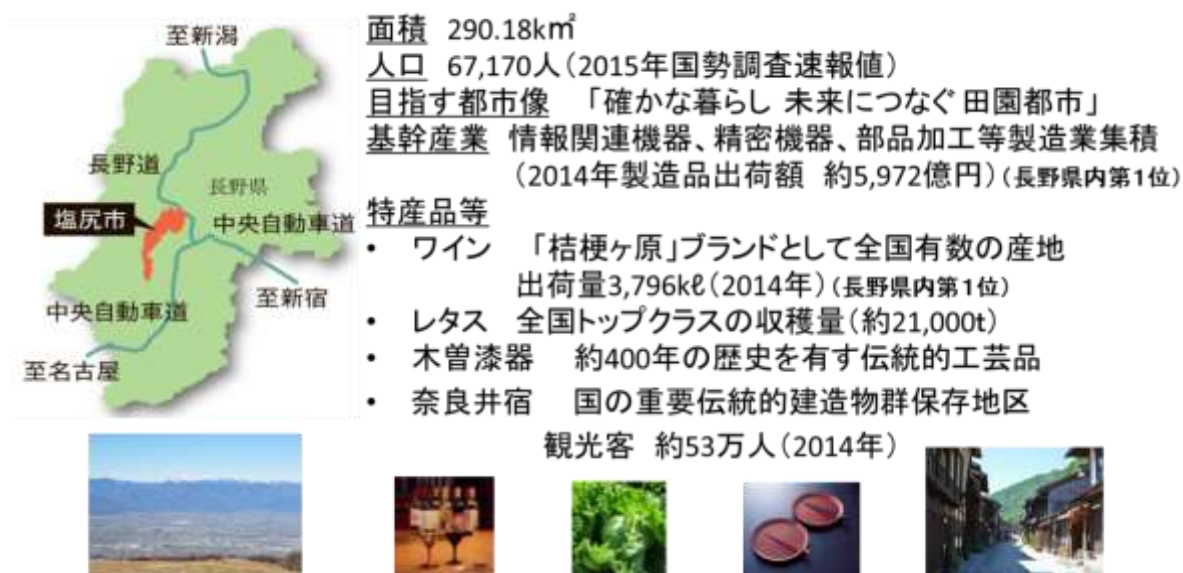 至新潟
長野道
長野県
塩尻市
中央自動車道
至新宿
中央自動車道
至名古屋
面積 290.18k㎡
人口 67,170人(2015年国勢調査速報値)
目指す都市像 「確かな暮らし 未来につなぐ 田園都市」
基幹産業 情報関連機器、精密機器、部品加工等製造業集積
(2014年製造品出荷額 約5,972億円)(長野県内第1位)
特産品等
• ワイン 「桔梗ヶ原」ブランドとして全国有数の産地
出荷量3,796kℓ(2014年)(長野県内第1位)
• レタス 全国トップクラスの収穫量(約21,000t)
• 木曽漆器 約400年の歴史を有す伝統的工芸品
• 奈良井宿 国の重要伝統的建造物群保存地区
観光客 約53万人(2014年)